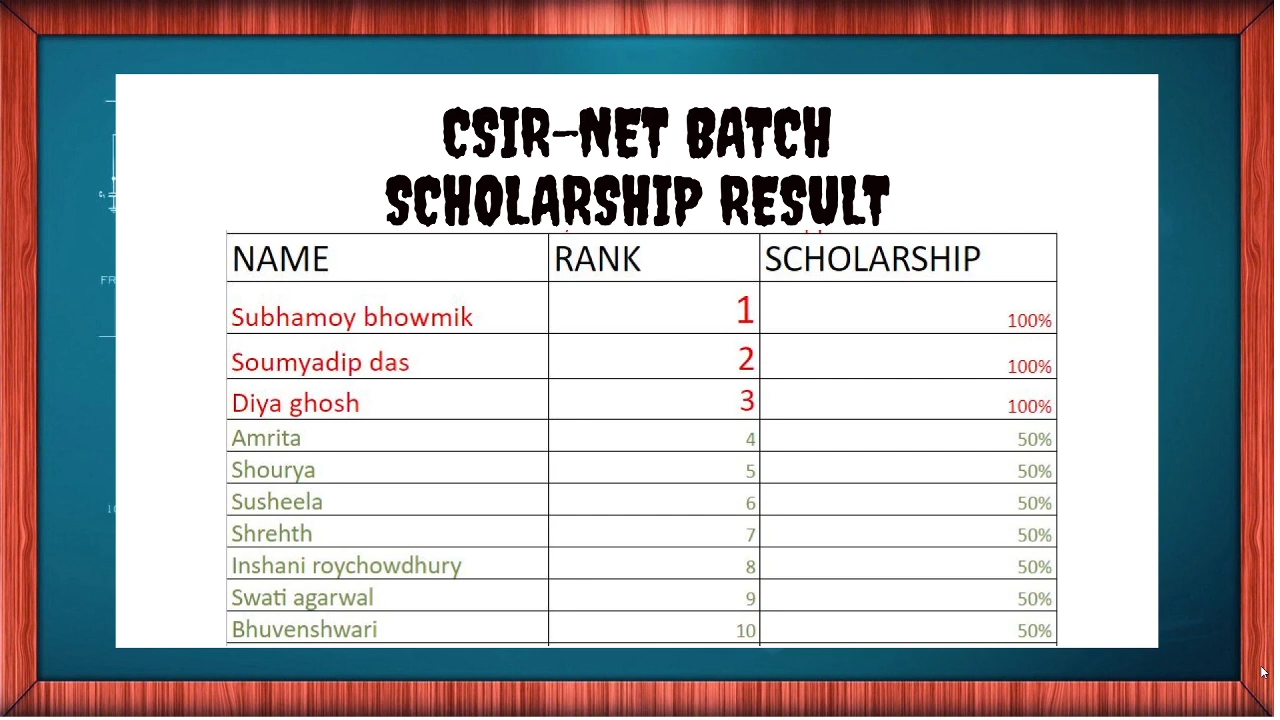 CSIR-NET BATCH
SCHOLARSHIP RESULT
NAME RANK SCHOLARSHIP
Subhamoy bhowmik 1 100%
Soumyadip das 2 100%
Diya ghosh 3 100%
Amrita 4 50%
Shourya 5 50%
Susheela 6 50%
Shrehth 7 50%
Inshani roychowdhury 8 50%
Swati agarwal 9 50%
Bhuvenshwari 10 50%
FR